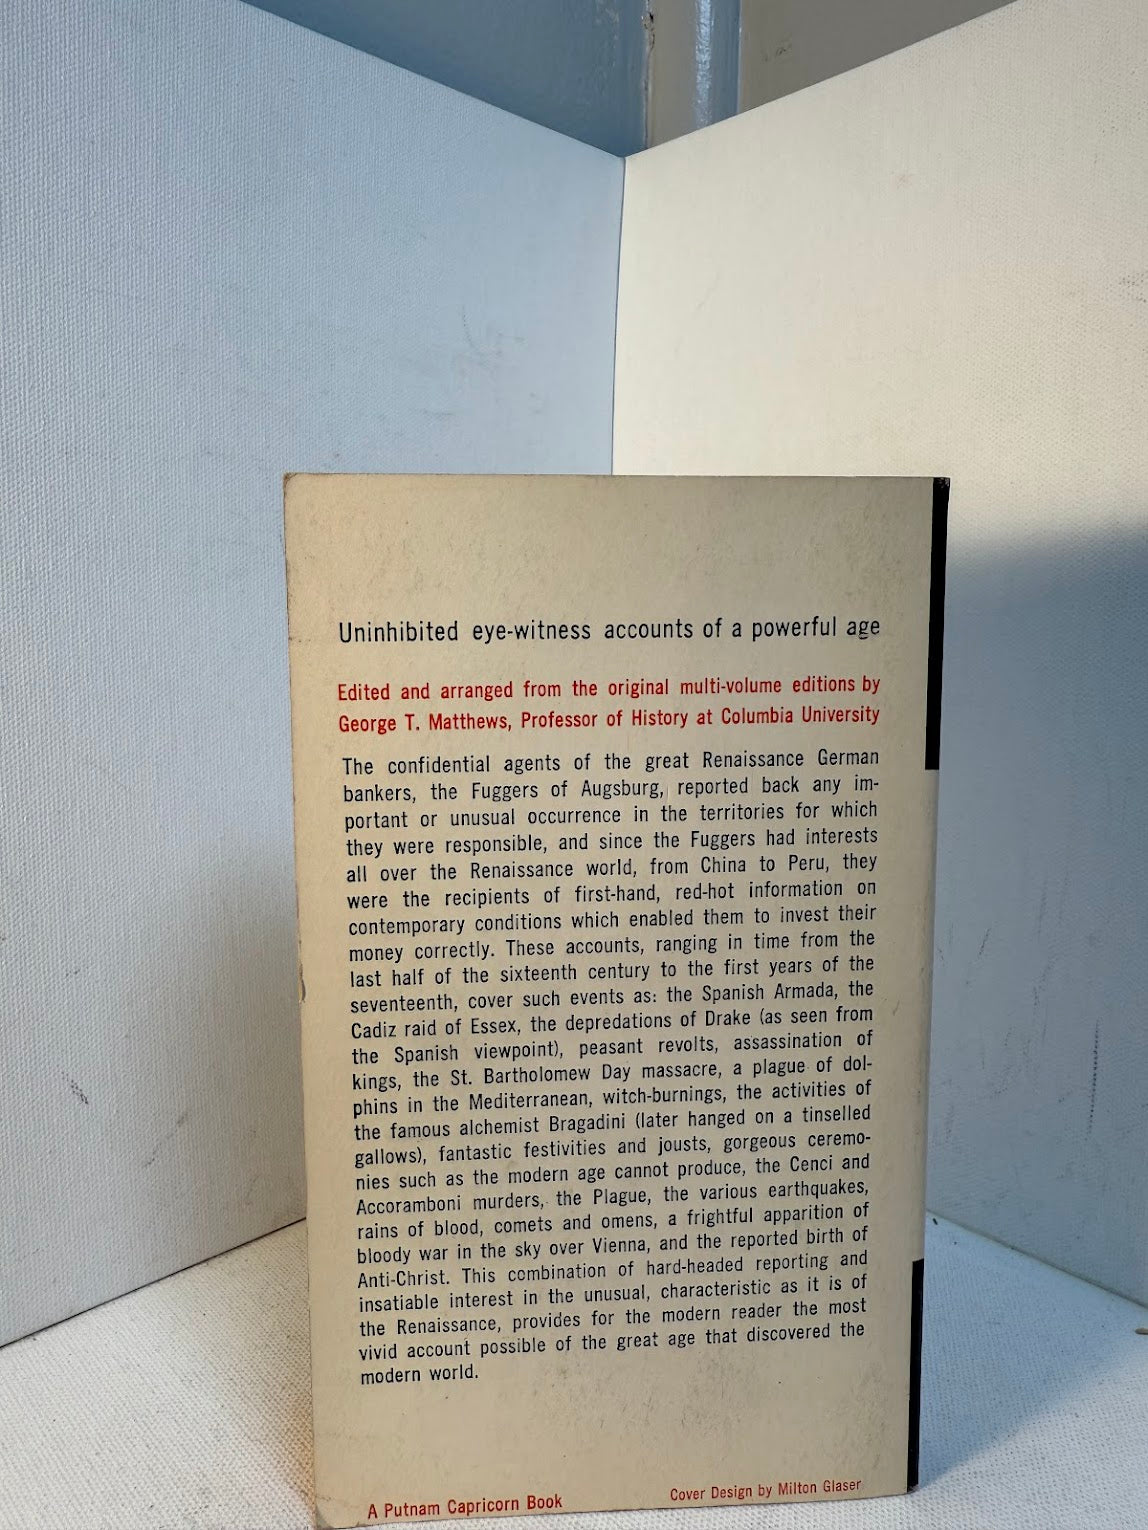 Uninhibited eye-witness accounts of a powerful age
Edited and arranged from the original multi-volume editions by
George T. Matthews, Professor of History at Columbia University
The confidential agents of the great Renaissance German
bankers, the Fuggers of Augsburg, reported back any im-
portant or unusual occurrence in the territories for which
they were responsible, and since the Fuggers had interests
all over the Renaissance world, from China to Peru, they
were the recipients of first-hand, red-hot information on
contemporary conditions which enabled them to invest their
money correctly. These accounts, ranging in time from the
last half of the sixteenth century to the first years of the
seventeenth, cover such events as: the Spanish Armada, the
Cadiz raid of Essex, the depredations of Drake (as seen from
the Spanish viewpoint), peasant revolts, assassination of
kings, the St. Bartholomew Day massacre, a plague of dol-
phins in the Mediterranean, witch-burnings, the activities of
the famous alchemist Bragadini (later hanged on a tinselled
gallows), fantastic festivities and jousts, gorgeous ceremo-
nies such as the modern age cannot produce, the Cenci and
Accoramboni murders, the Plague, the various earthquakes,
rains of blood, comets and omens, a frightful apparition of
bloody war in the sky over Vienna, and the reported birth of
Anti-Christ. This combination of hard-headed reporting and
insatiable interest in the unusual, characteristic as it is of
the Renaissance, provides for the modern reader the most
vivid account possible of the great age that discovered the
modern world.
A Putnam Capricorn Book
Cover Design by Milton Glaser